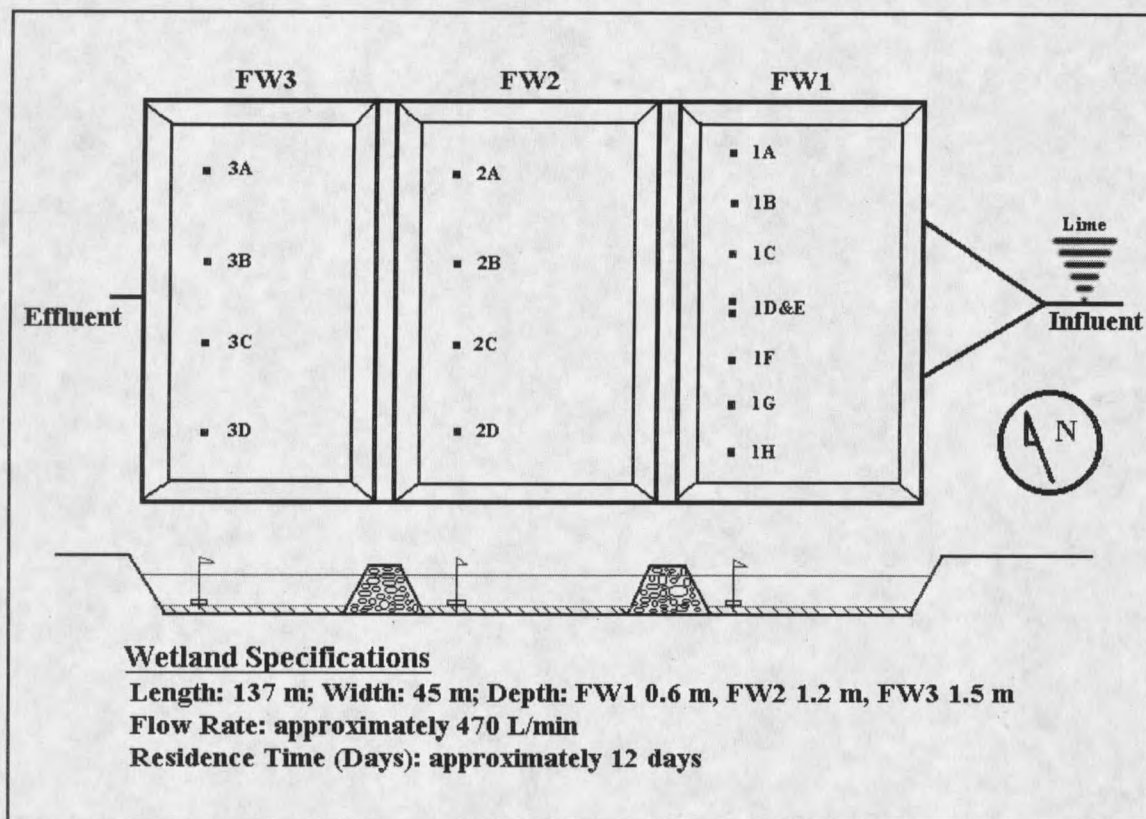 FW3 FW2 FW1
3A 2A 1A
1B
3B 2B 1C Lime
Effluent 1D&E Influent
3C 2C 1F
1G N
3D 2D 1H
Wetland Specifications
Length: 137 m; Width: 45 m; Depth: FW1 0.6 m, FW2 1.2 m, FW3 1.5 m
Flow Rate: approximately 470 L/min
Residence Time (Days): approximately 12 days